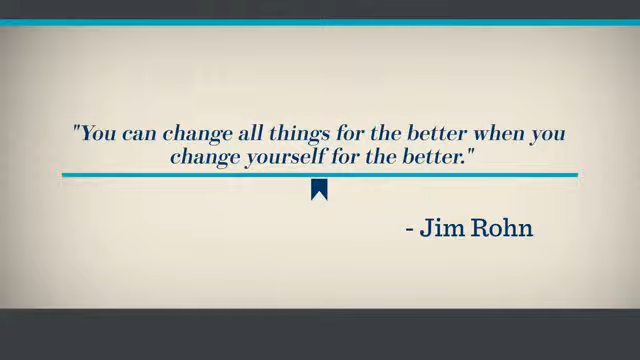 "You can change all things for the better when you
change yourself for the better."
- Jim Rohn